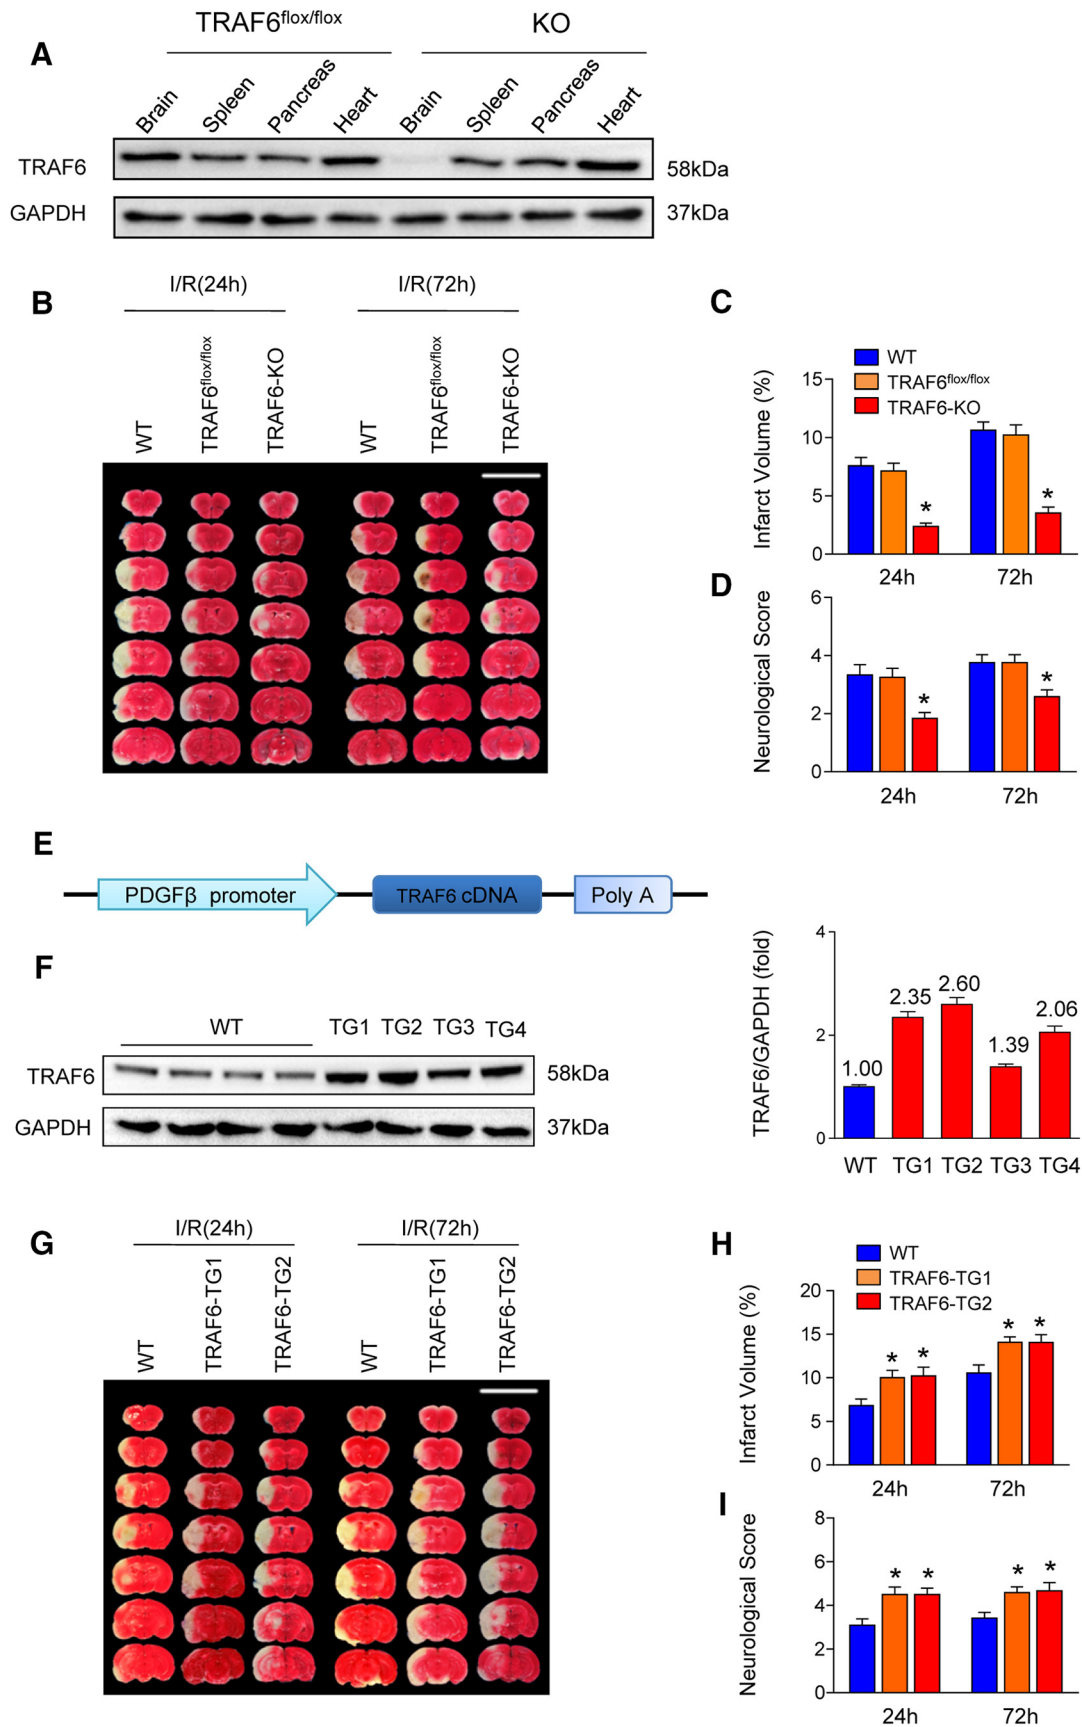 A
TRAF6flox/flox
KO
Brain
Spleen
Pancreas
Heart
Brain
Spleen
Pancreas
Heart
TRAF6
58kDa
GAPDH
37kDa
B
I/R(24h)
I/R(72h)
WT
TRAF6flox/flox
TRAF6-KO
WT
TRAF6flox/flox
TRAF6-KO
C
WT
TRAF6flox/flox
TRAF6-KO
Infarct Volume (%)
15
10
5
0
*
*
24h
72h
D
Neurological Score
6
4
2
0
*
*
24h
72h
E
PDGFβ promoter
TRAF6 cDNA
Poly A
F
WT
TG1
TG2
TG3
TG4
TRAF6
58kDa
GAPDH
37kDa
TRAF6/GAPDH (fold)
4
2
0
1.00
2.35
2.60
1.39
2.06
WT
TG1
TG2
TG3
TG4
G
I/R(24h)
I/R(72h)
WT
TRAF6-TG1
TRAF6-TG2
WT
TRAF6-TG1
TRAF6-TG2
H
WT
TRAF6-TG1
TRAF6-TG2
Infarct Volume (%)
20
15
10
5
0
*
*
*
*
24h
72h
I
Neurological Score
8
6
4
2
0
*
*
*
*
24h
72h